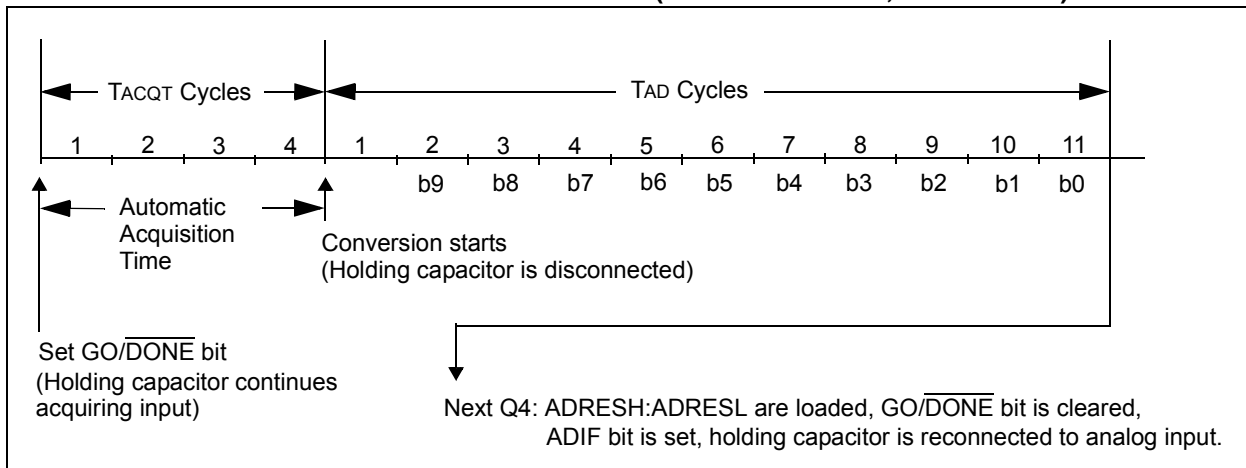 TACQT Cycles
TAD Cycles
1 2 3 4 1 2 3 4 5 6 7 8 9 10 11
b9 b8 b7 b6 b5 b4 b3 b2 b1 b0
Automatic
Acquisition
Time
Conversion starts
(Holding capacitor is disconnected)
Set GO/DONE bit
(Holding capacitor continues
acquiring input)
Next Q4: ADRESH:ADRESL are loaded, GO/DONE bit is cleared,
ADIF bit is set, holding capacitor is reconnected to analog input.